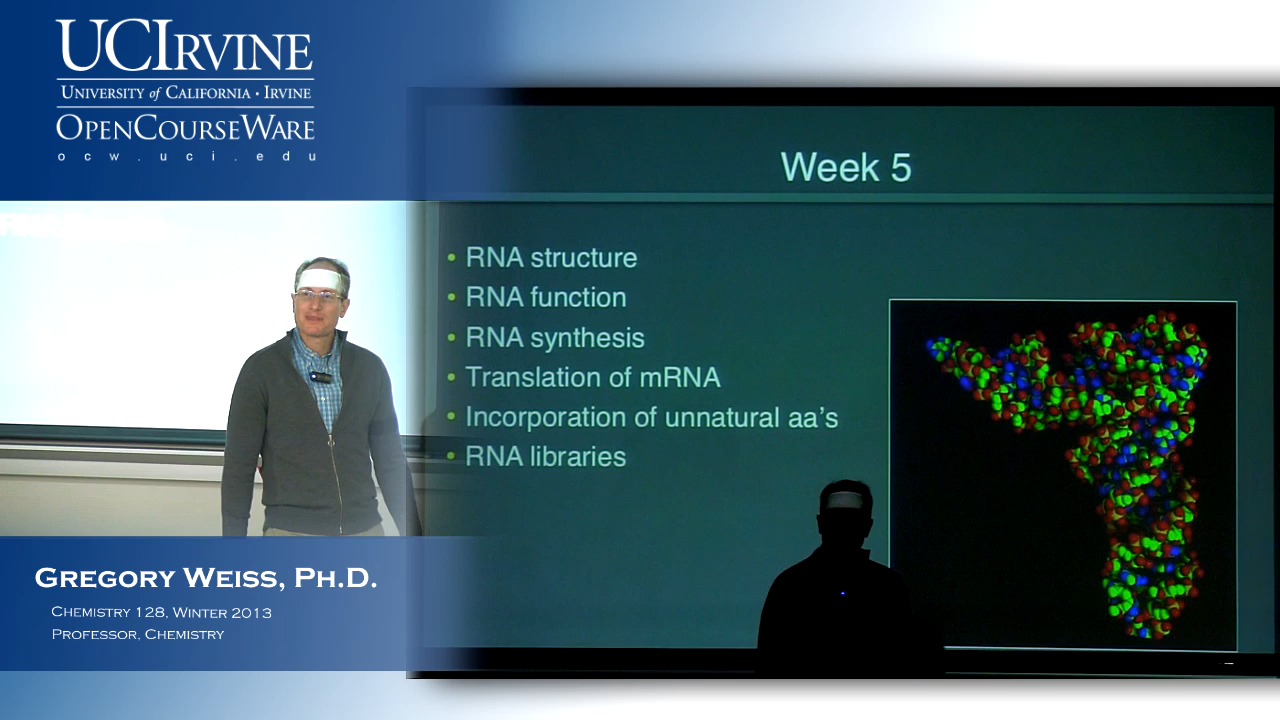 UCIRVINE
UNIVERSITY of CALIFORNIA · IRVINE
OPENCOURSEWARE
ocw.uci.edu
Week 5
• RNA structure
• RNA function
• RNA synthesis
• Translation of mRNA
• Incorporation of unnatural aa's
• RNA libraries
GREGORY WEISS, PH.D.
CHEMISTRY 128, WINTER 2013
PROFESSOR, CHEMISTRY